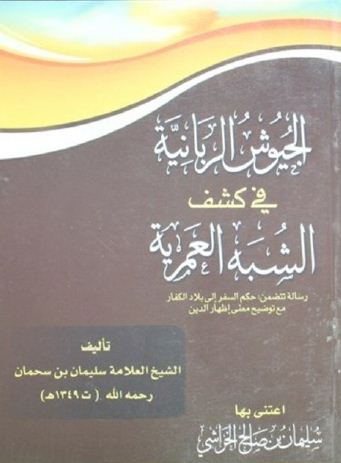 الجيوش الربانية
في كشف
الشبه العمرية
رسالة تتضمن: حكم السفر إلى بلاد الكفار
مع توضيح معنى إظهار الدين
تأليف
الشيخ العلامة سليمان بن سحمان
رحمه الله (ت ١٣٤٩هـ)
اعتنى بها
سليمان بن صالح الخراشي